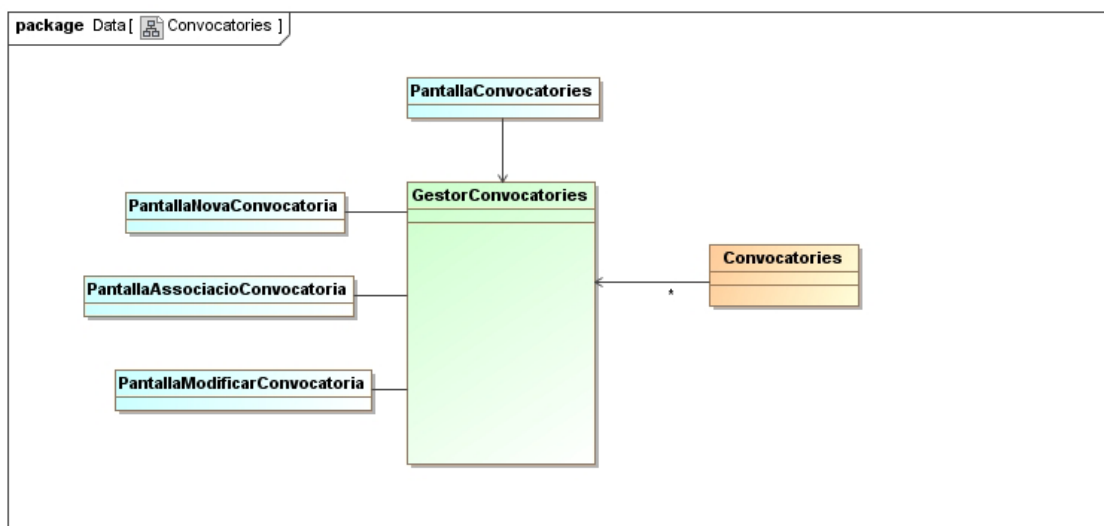 package Data [ Convocatories ]
PantallaConvocatories
GestorConvocatories
PantallaNovaConvocatoria
Convocatories
*
PantallaAssociacioConvocatoria
PantallaModificarConvocatoria